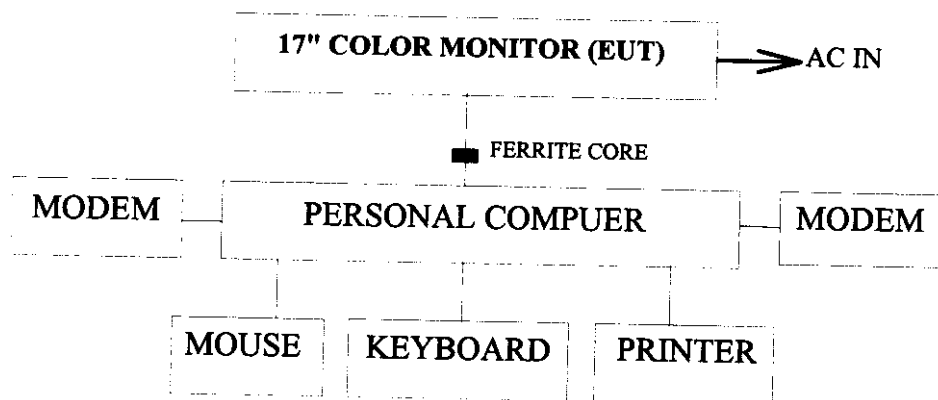 17" COLOR MONITOR (EUT)
AC IN
FERRITE CORE
MODEM
PERSONAL COMPUER
MODEM
MOUSE
KEYBOARD
PRINTER